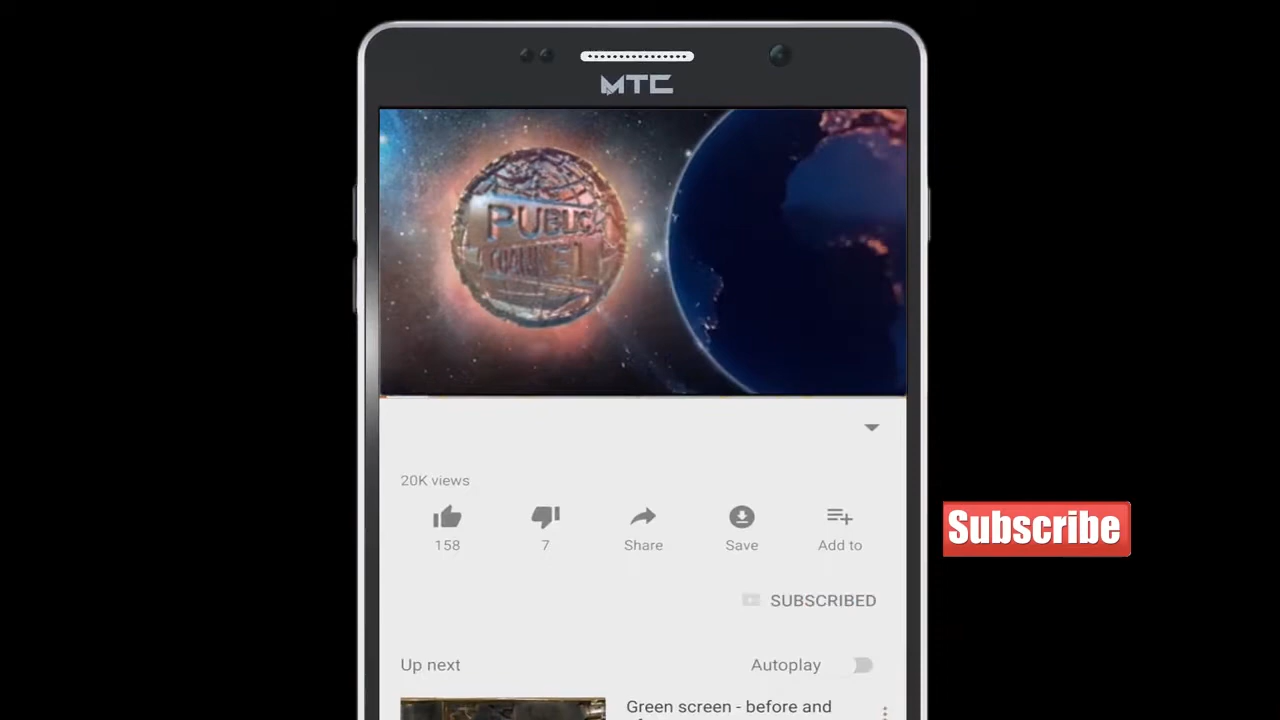 MTC
PUBLIC
CHANNEL
20K views
158
7
Share
Save
Add to
Subscribe
SUBSCRIBED
Up next
Autoplay
Green screen - before and